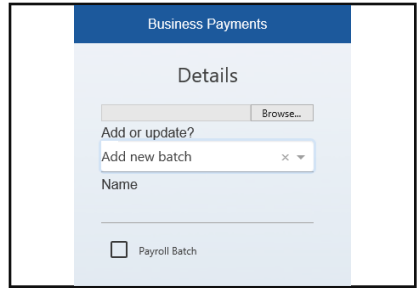 Business Payments
Details
Browse...
Add or update?
Add new batch
Name
Payroll Batch